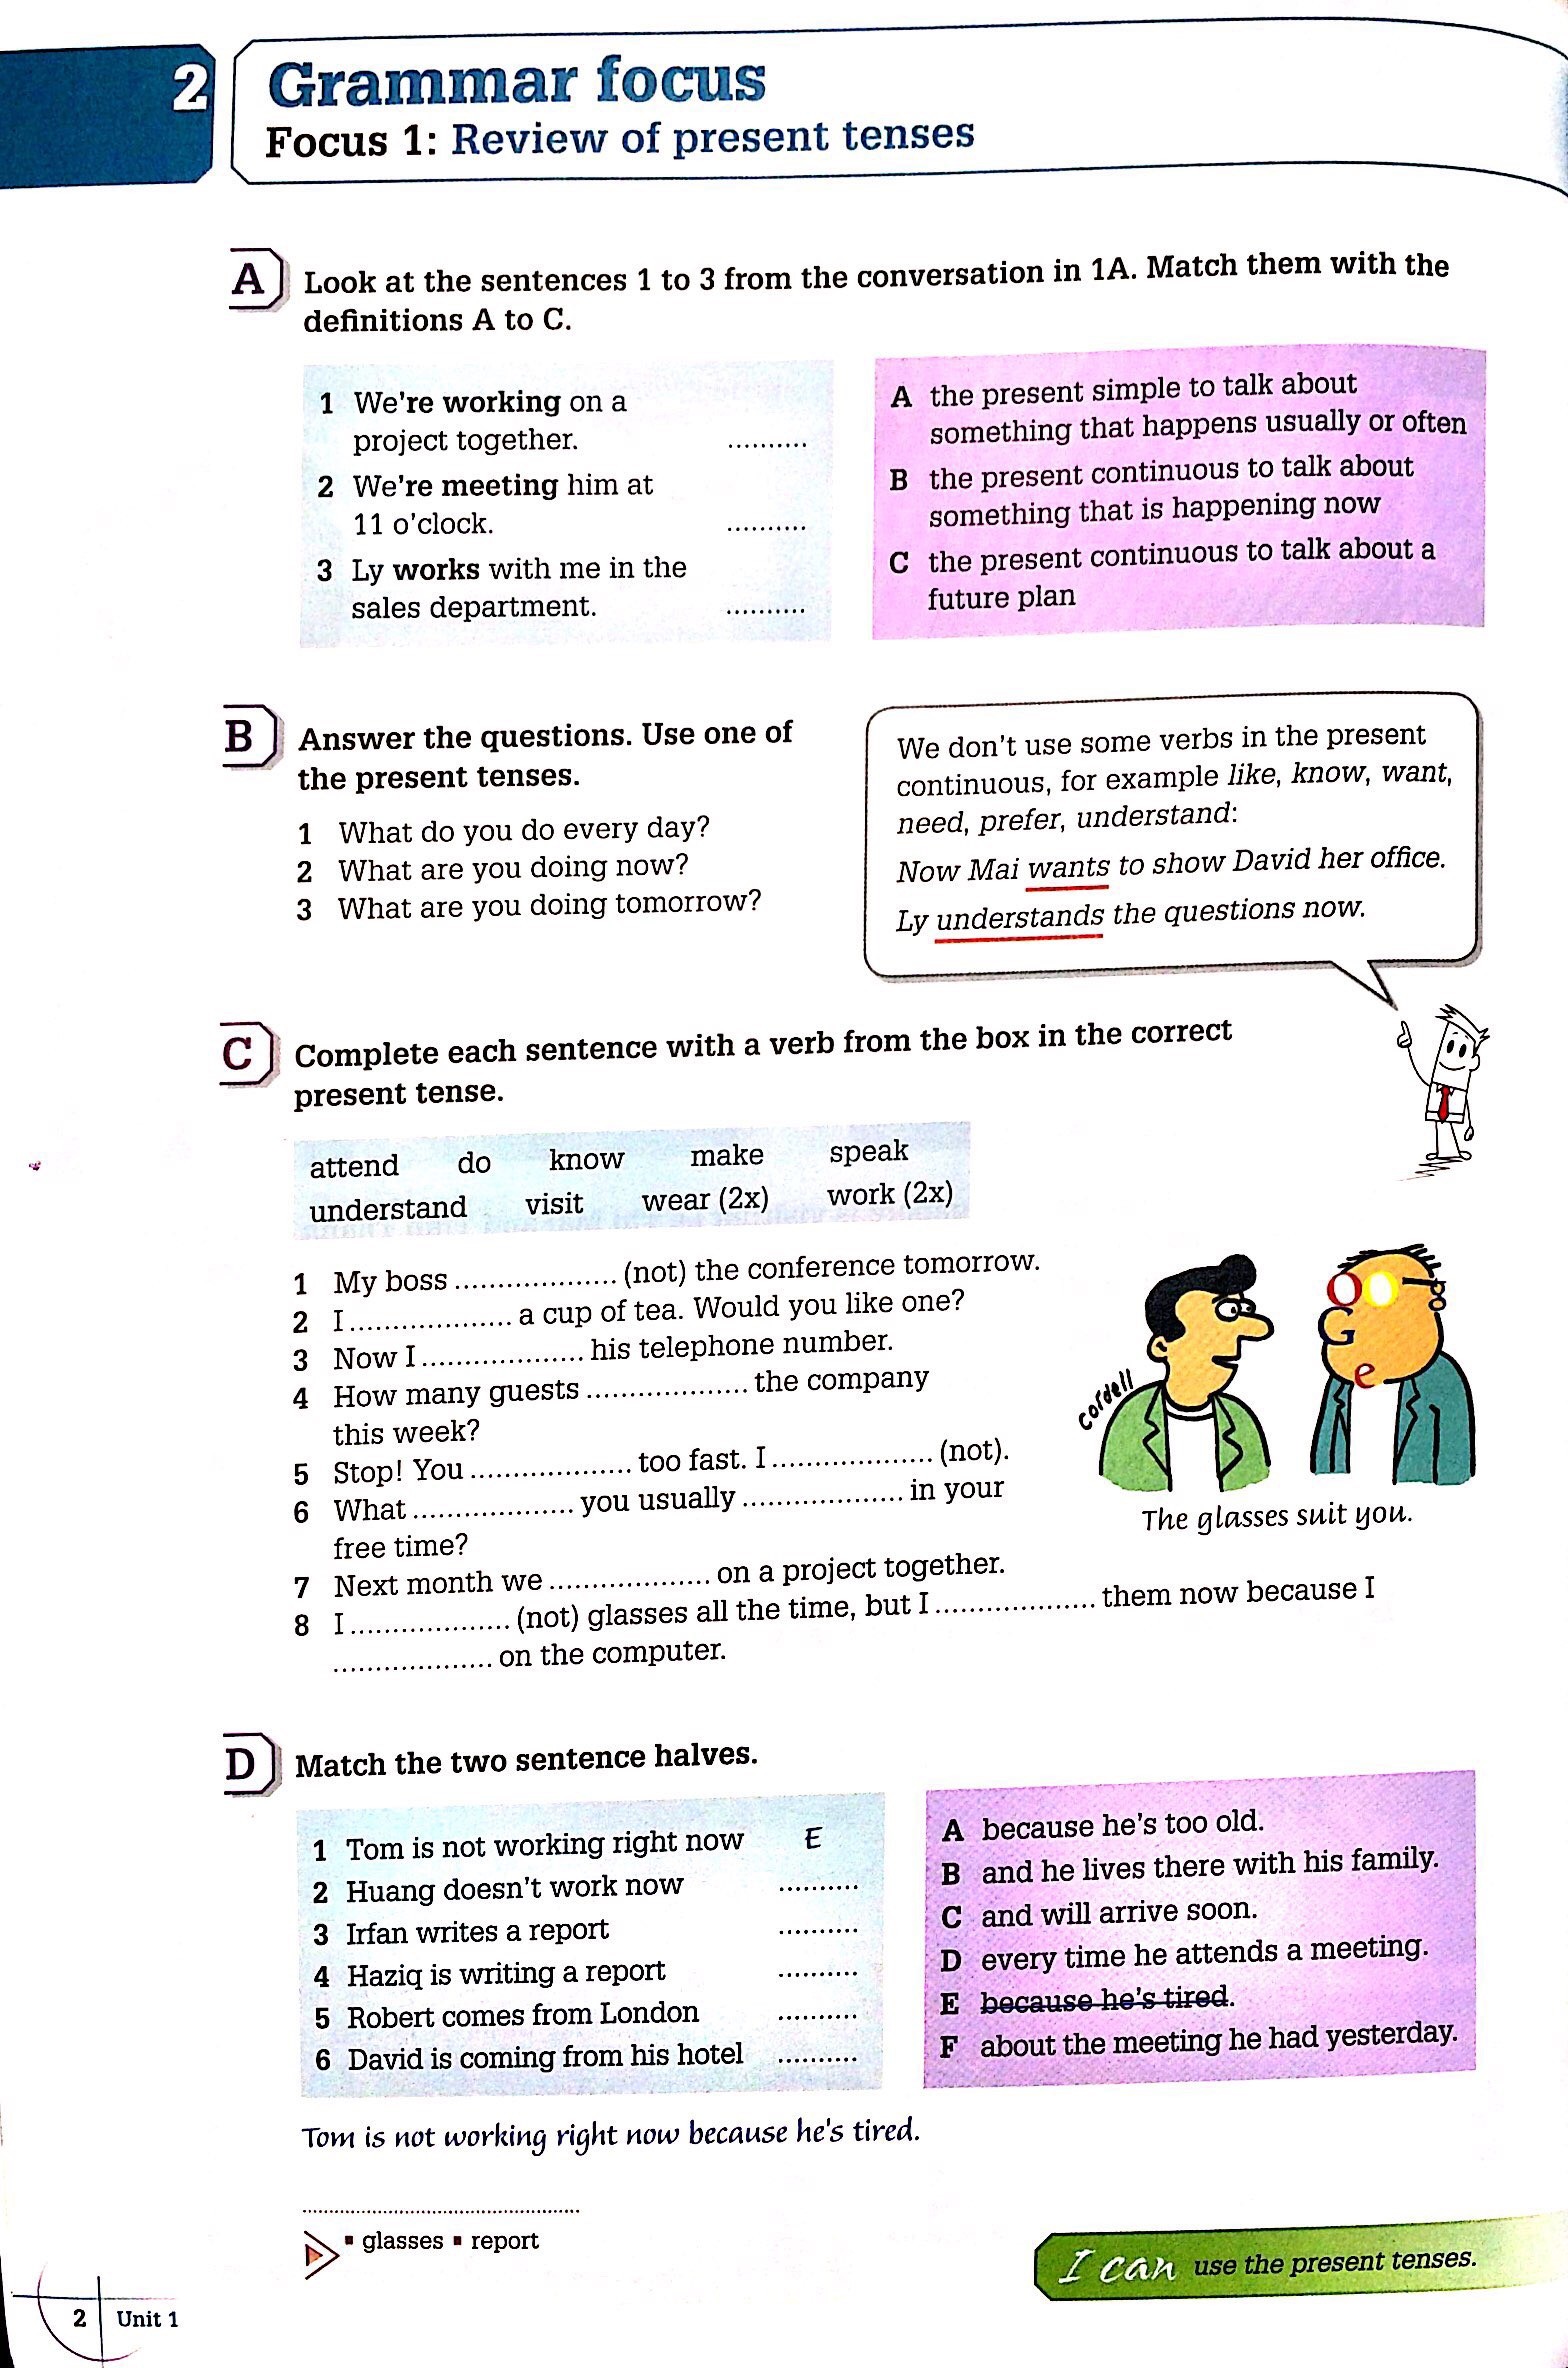 2
Grammar focus
Focus 1: Review of present tenses
A
Look at the sentences 1 to 3 from the conversation in 1A. Match them with the
definitions A to C.
1 We're working on a
project together. ..........
2 We're meeting him at
11 o'clock. ..........
3 Ly works with me in the
sales department. ..........
A the present simple to talk about
something that happens usually or often
B the present continuous to talk about
something that is happening now
C the present continuous to talk about a
future plan
B
Answer the questions. Use one of
the present tenses.
1 What do you do every day?
2 What are you doing now?
3 What are you doing tomorrow?
We don't use some verbs in the present
continuous, for example like, know, want,
need, prefer, understand:
Now Mai wants to show David her office.
Ly understands the questions now.
C
Complete each sentence with a verb from the box in the correct
present tense.
attend do know make speak
understand visit wear (2x) work (2x)
1 My boss ................... (not) the conference tomorrow.
2 I................... a cup of tea. Would you like one?
3 Now I ................... his telephone number.
4 How many guests ................... the company
this week?
5 Stop! You ................... too fast. I ................... (not).
6 What ................... you usually ................... in your
free time?
7 Next month we ................... on a project together.
8 I................... (not) glasses all the time, but I ................... them now because I
................... on the computer.
Cordell
The glasses suit you.
D
Match the two sentence halves.
1 Tom is not working right now E
2 Huang doesn't work now ..........
3 Irfan writes a report ..........
4 Haziq is writing a report ..........
5 Robert comes from London ..........
6 David is coming from his hotel ..........
A because he's too old.
B and he lives there with his family.
C and will arrive soon.
D every time he attends a meeting.
E because he's tired.
F about the meeting he had yesterday.
Tom is not working right now because he's tired.
▪ glasses ▪ report
I can use the present tenses.
2 Unit 1